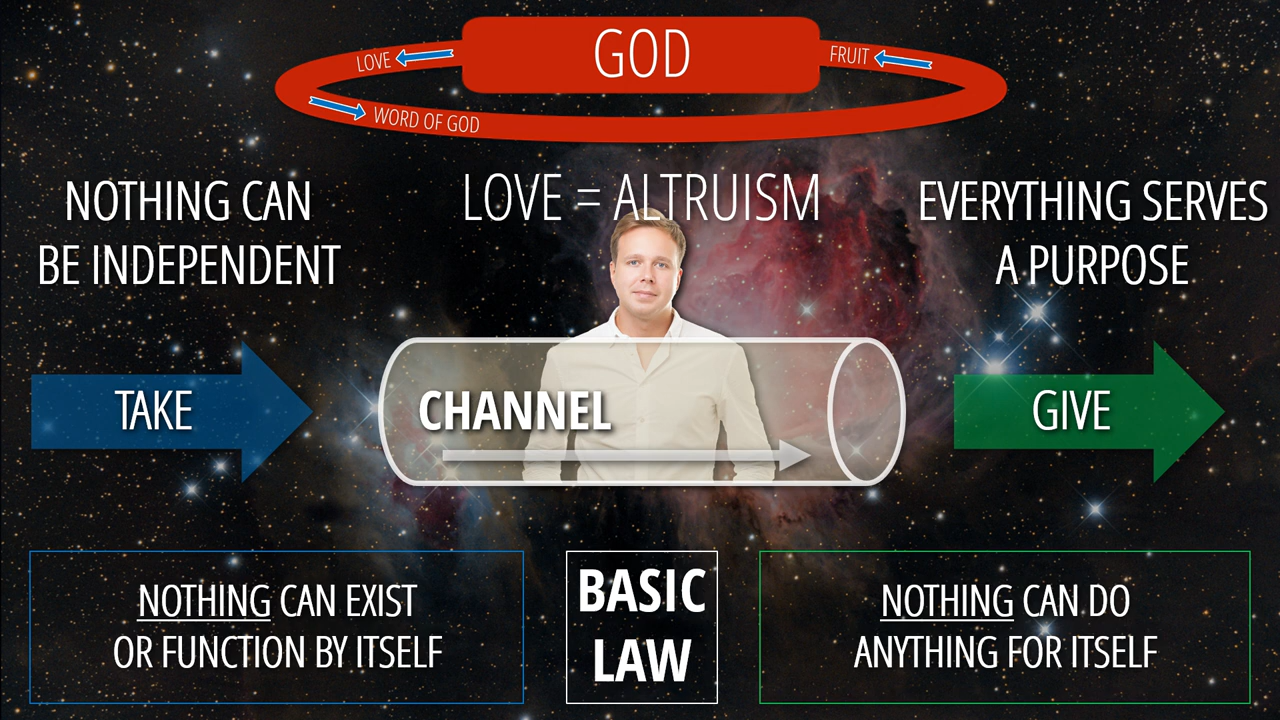 GOD
LOVE
FRUIT
WORD OF GOD
NOTHING CAN
BE INDEPENDENT
LOVE = ALTRUISM
EVERYTHING SERVES
A PURPOSE
TAKE
CHANNEL
GIVE
NOTHING CAN EXIST
OR FUNCTION BY ITSELF
BASIC
LAW
NOTHING CAN DO
ANYTHING FOR ITSELF